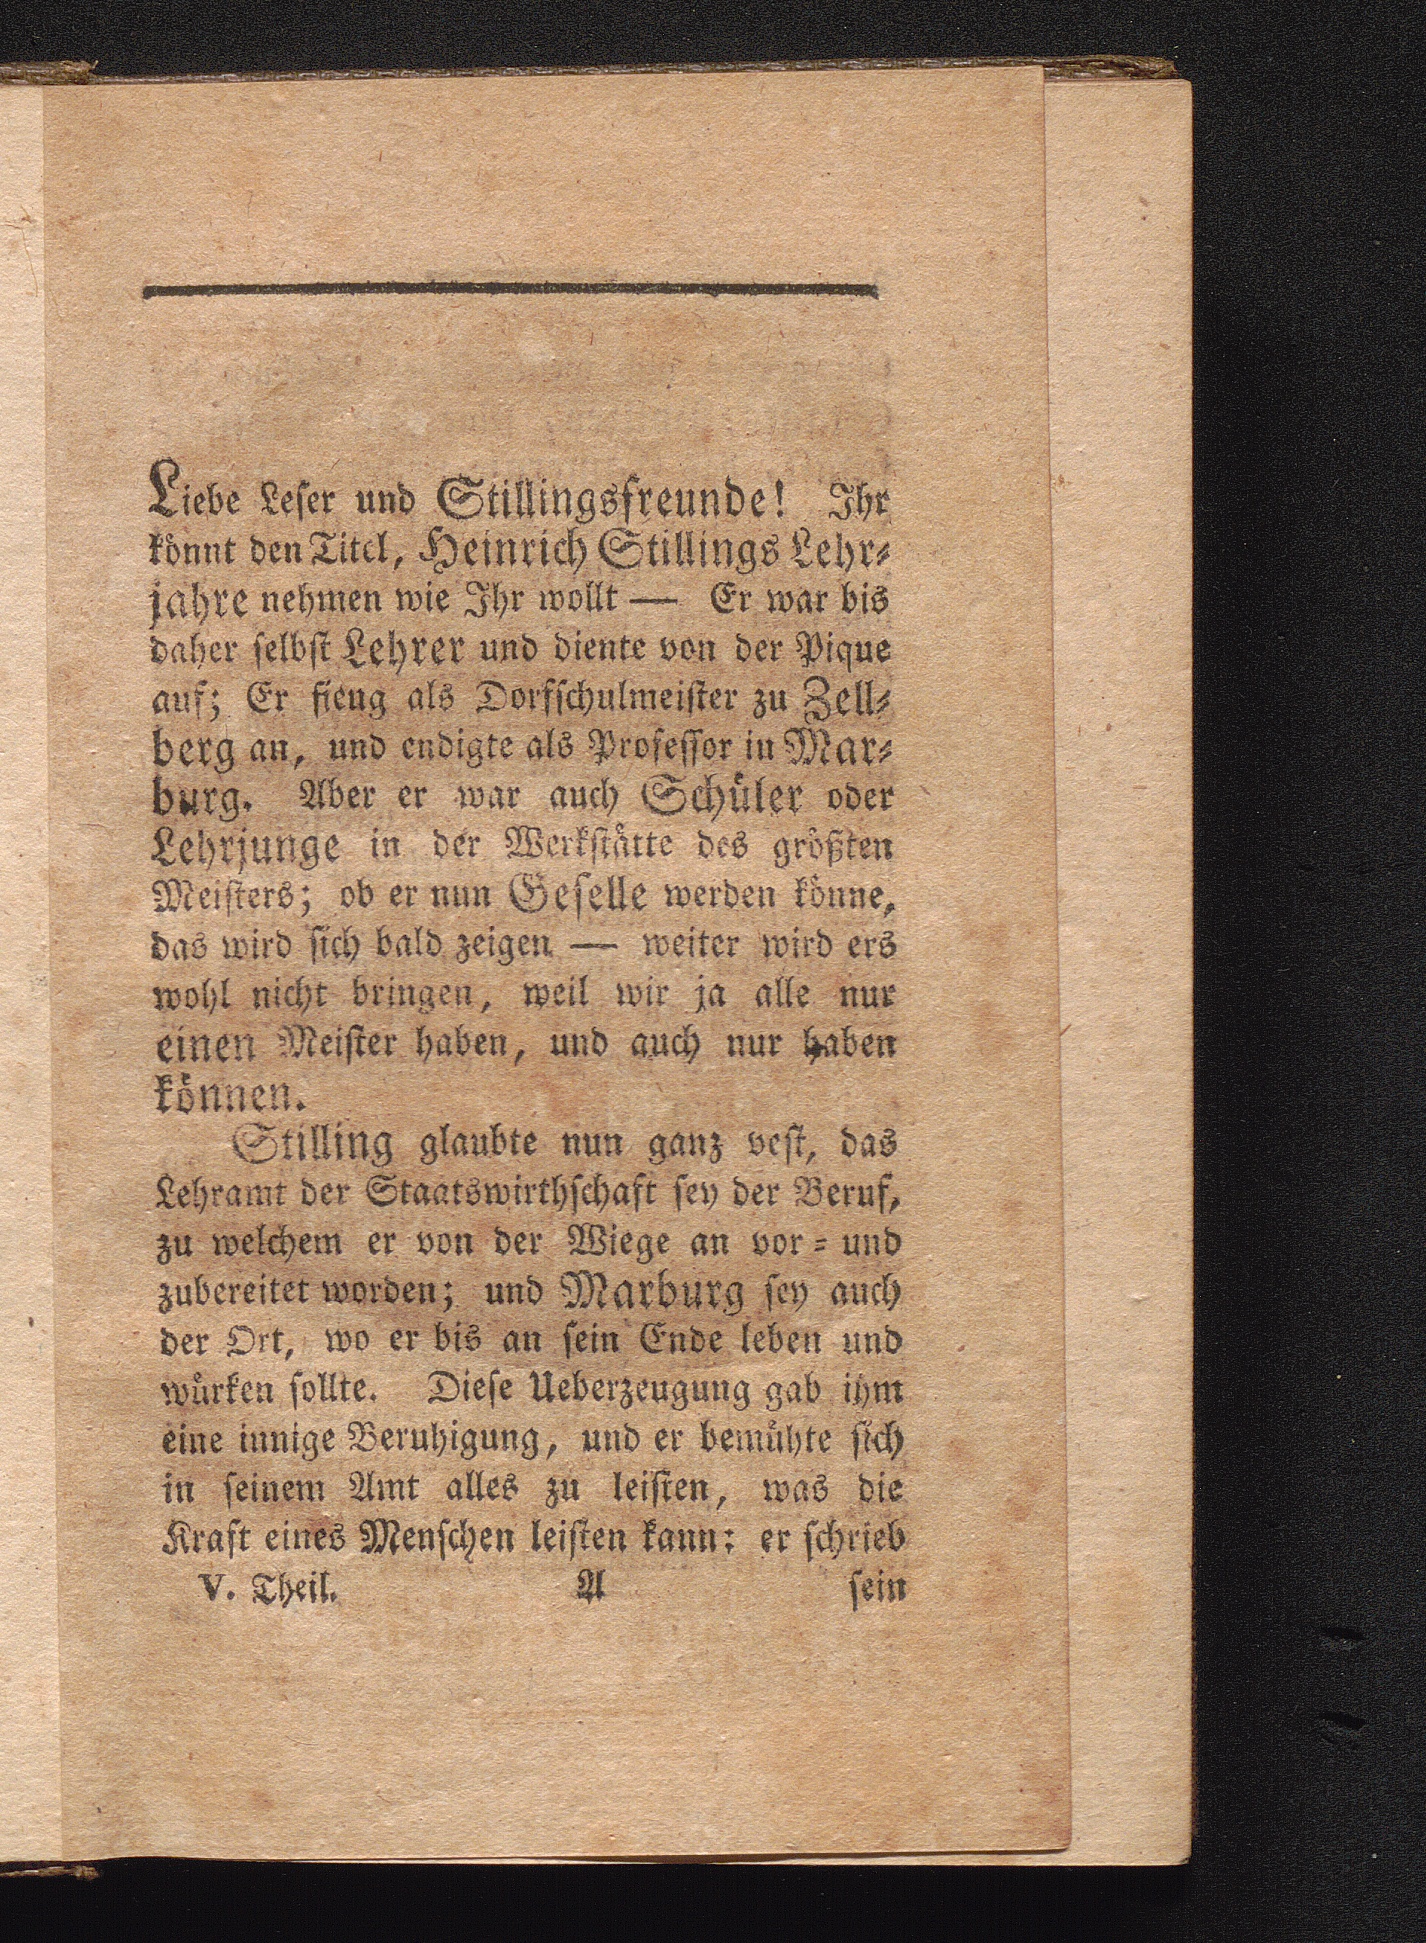 Liebe Leser und Stillingsfreunde! Ihr
könnt den Titel, Heinrich Stillings Lehr-
jahre nehmen wie Ihr wollt — Er war bis
daher selbst Lehrer und diente von der Pique
auf; Er fieng als Dorfschulmeister zu Zell-
berg an, und endigte als Professor in Mar-
burg. Aber er war auch Schüler oder
Lehrjunge in der Werkstätte des größten
Meisters; ob er nun Geselle werden könne,
das wird sich bald zeigen — weiter wird ers
wohl nicht bringen, weil wir ja alle nur
einen Meister haben, und auch nur haben
können.
Stilling glaubte nun ganz vest, das
Lehramt der Staatswirthschaft sey der Beruf,
zu welchem er von der Wiege an vor- und
zubereitet worden; und Marburg sey auch
der Ort, wo er bis an sein Ende leben und
würken sollte. Diese Ueberzeugung gab ihm
eine innige Beruhigung, und er bemühte sich
in seinem Amt alles zu leisten, was die
Kraft eines Menschen leisten kann: er schrieb
V. Theil. A sein